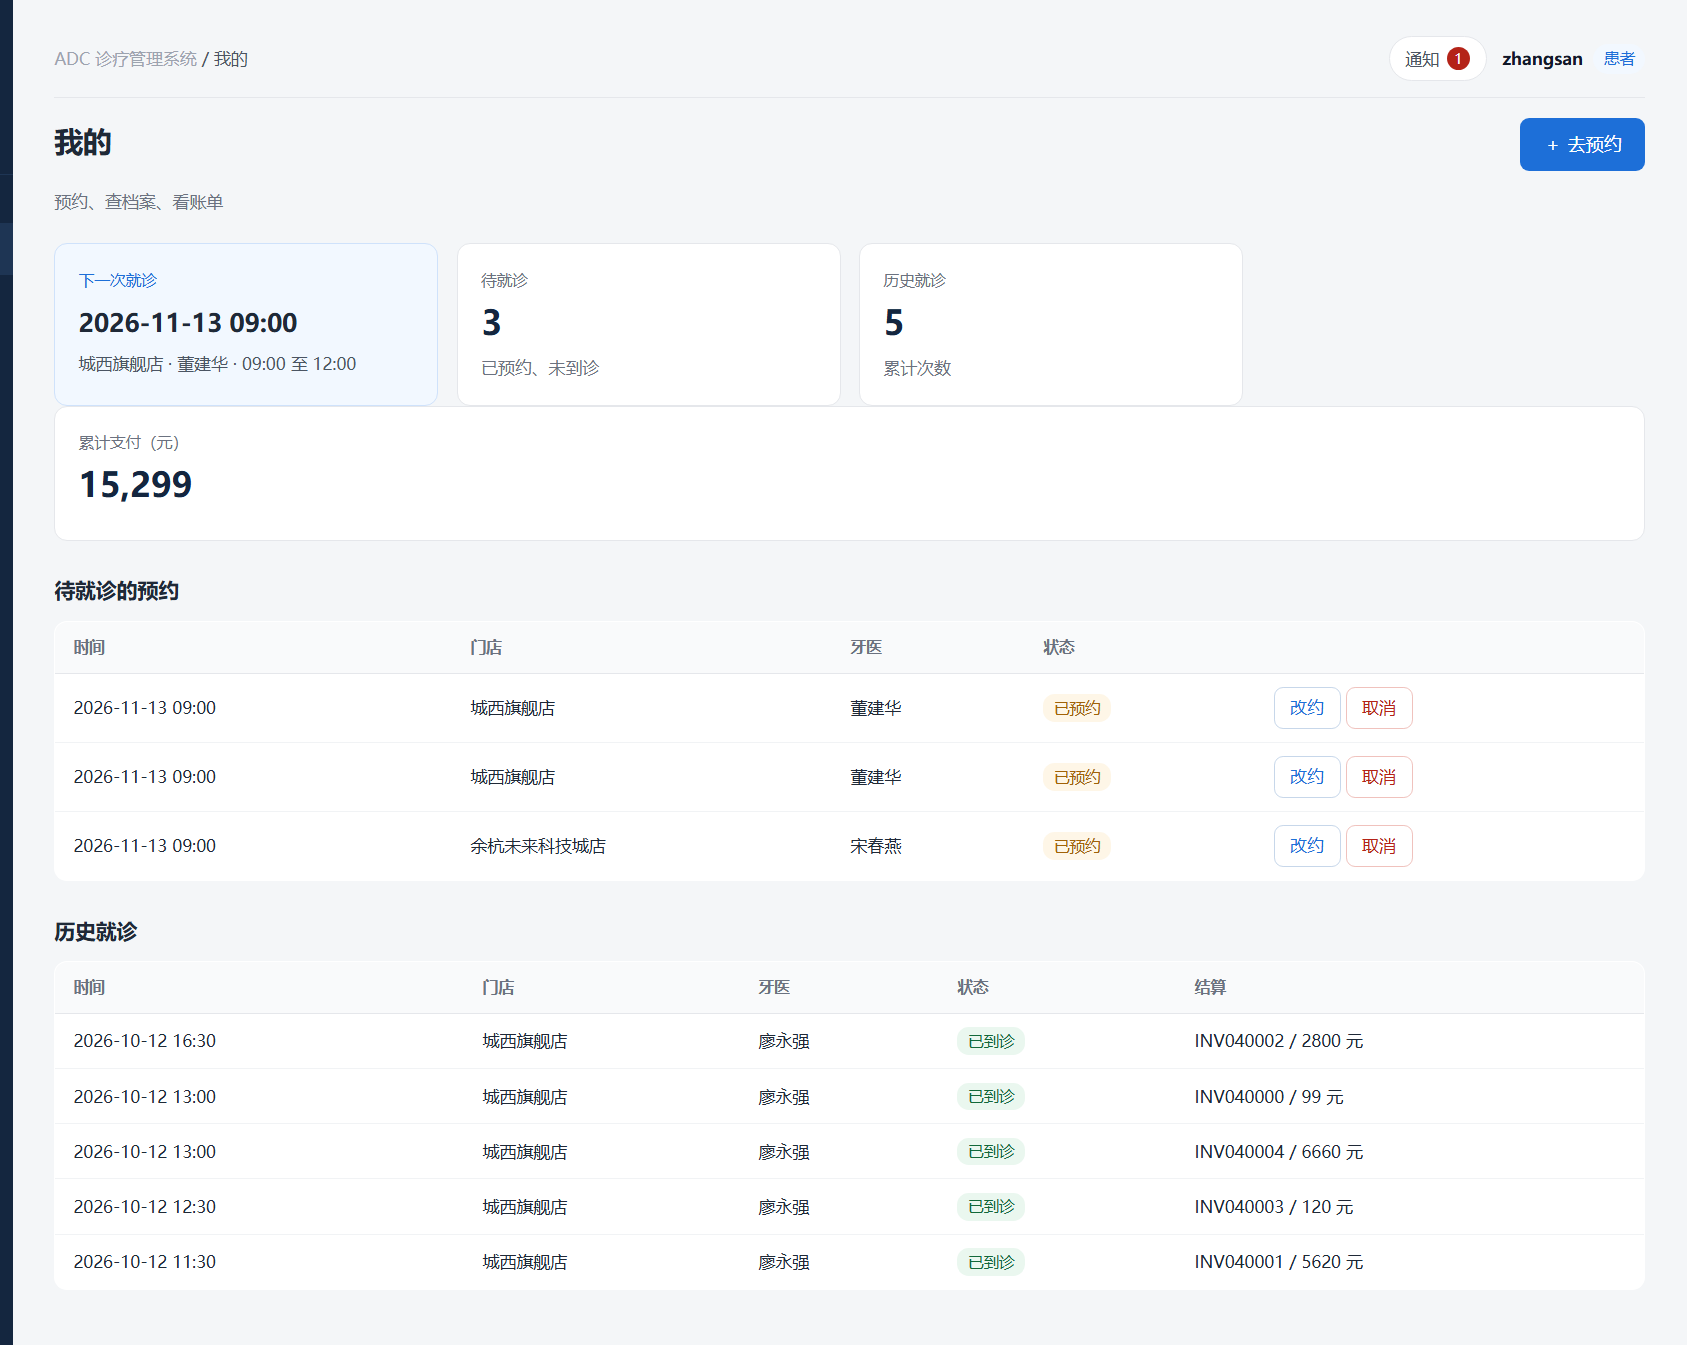 ADC 诊疗管理系统 / 我的
通知 1 zhangsan 患者
我的
+ 去预约
预约、查档案、看账单
下一次就诊
2026-11-13 09:00
城西旗舰店 · 董建华 · 09:00 至 12:00
待就诊
3
已预约、未到诊
历史就诊
5
累计次数
累计支付（元）
15,299
待就诊的预约
时间 门店 牙医 状态
2026-11-13 09:00 城西旗舰店 董建华 已预约 改约 取消
2026-11-13 09:00 城西旗舰店 董建华 已预约 改约 取消
2026-11-13 09:00 余杭未来科技城店 宋春燕 已预约 改约 取消
历史就诊
时间 门店 牙医 状态 结算
2026-10-12 16:30 城西旗舰店 廖永强 已到诊 INV040002 / 2800 元
2026-10-12 13:00 城西旗舰店 廖永强 已到诊 INV040000 / 99 元
2026-10-12 13:00 城西旗舰店 廖永强 已到诊 INV040004 / 6660 元
2026-10-12 12:30 城西旗舰店 廖永强 已到诊 INV040003 / 120 元
2026-10-12 11:30 城西旗舰店 廖永强 已到诊 INV040001 / 5620 元